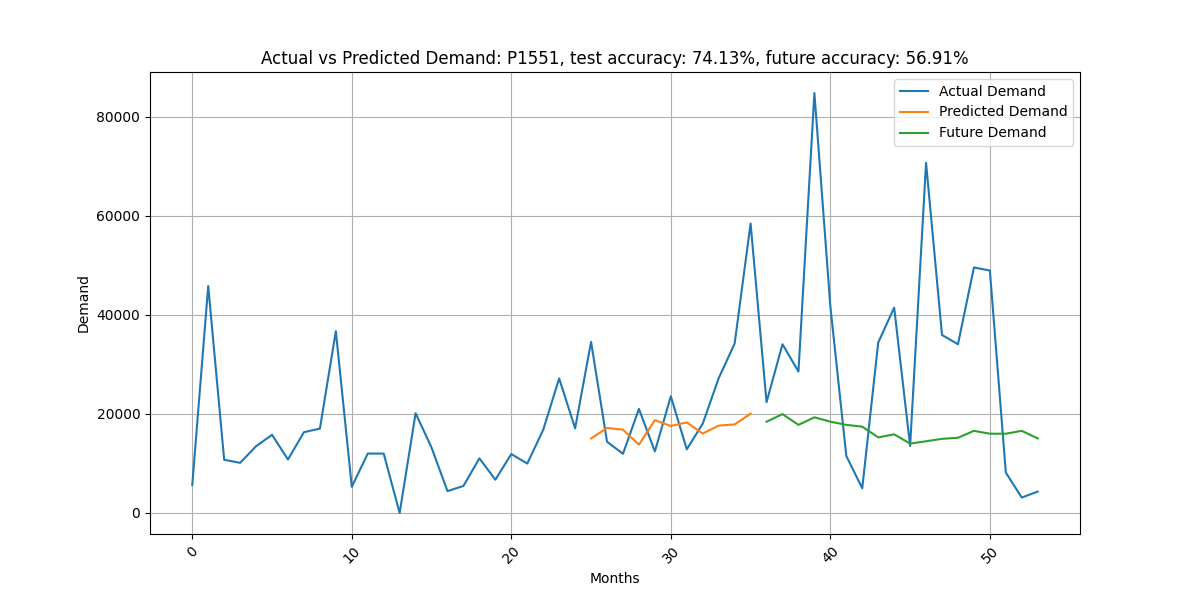 Actual vs Predicted Demand: P1551, test accuracy: 74.13%, future accuracy: 56.91%
Actual Demand
Predicted Demand
Future Demand
80000
60000
40000
20000
0
Demand
0 10 20 30 40 50
Months